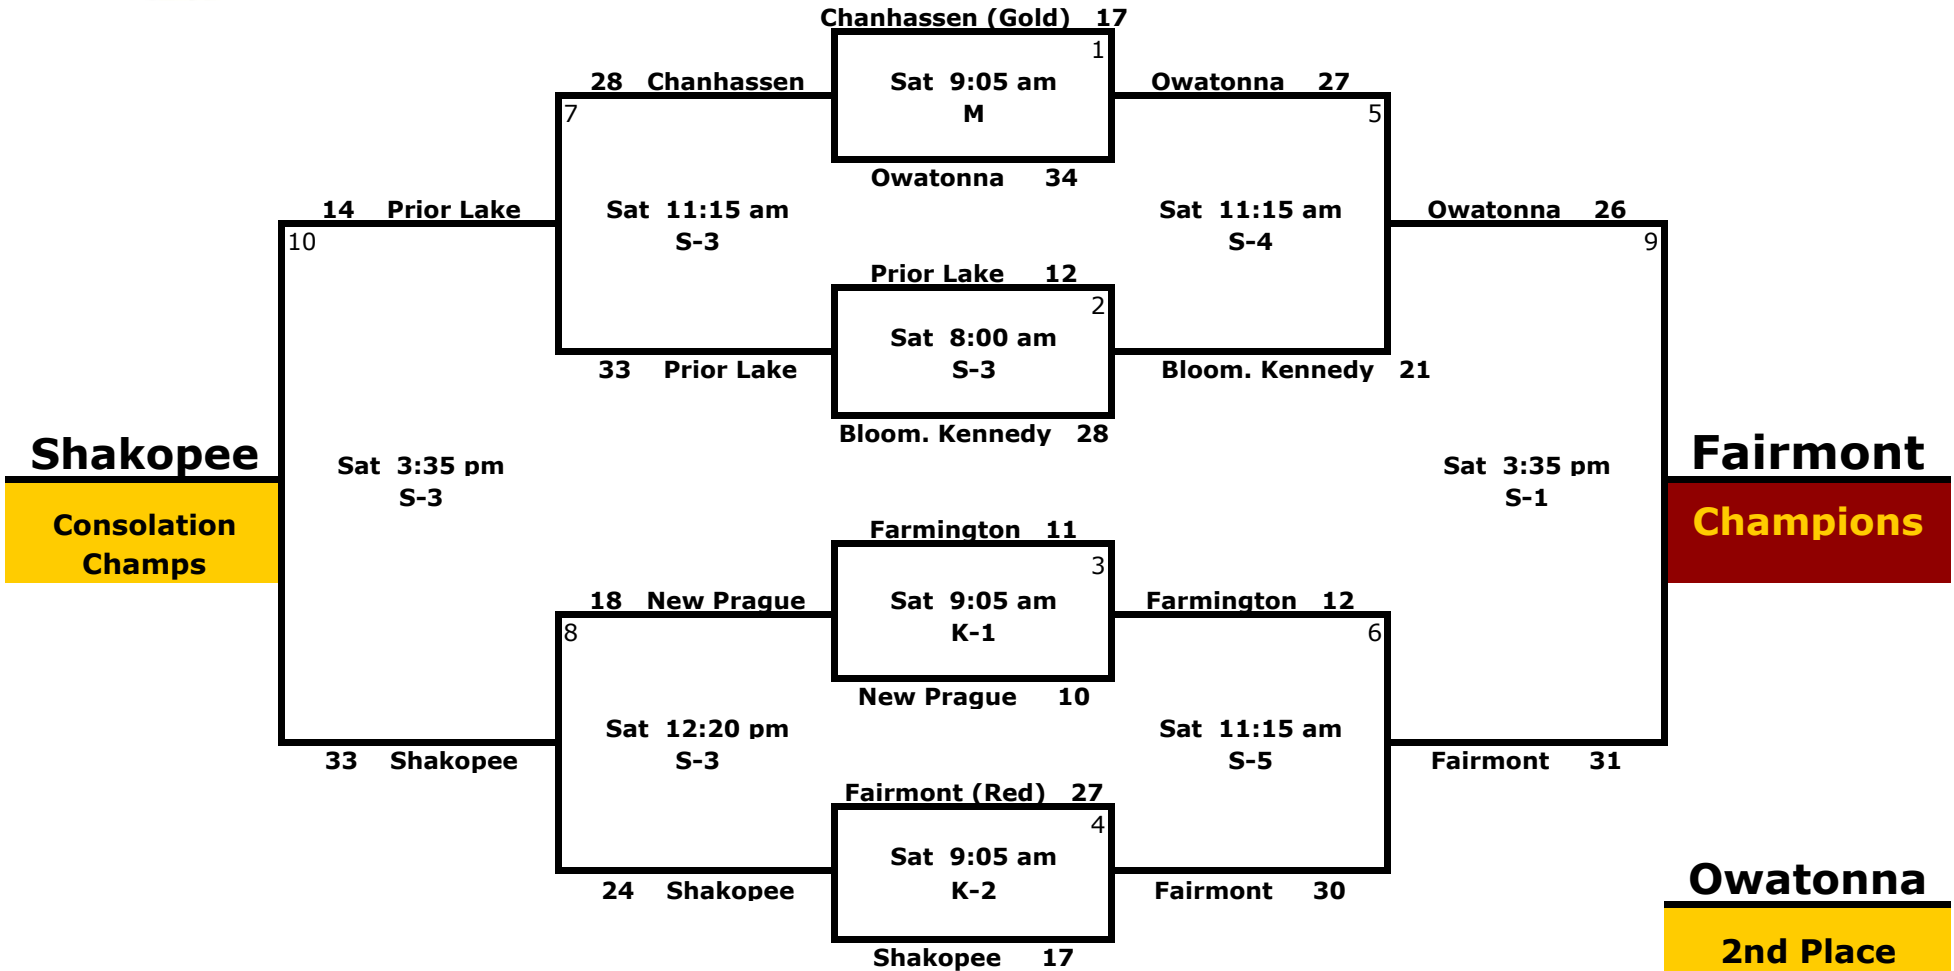 Chanhassen (Gold) 17
1
28 Chanhassen
Sat 9:05 am
Owatonna 27
7
M
5
Owatonna 34
14 Prior Lake
Sat 11:15 am
Sat 11:15 am
Owatonna 26
10
S-3
S-4
9
Prior Lake 12
2
Sat 8:00 am
33 Prior Lake
S-3
Bloom. Kennedy 21
Bloom. Kennedy 28
Shakopee
Fairmont
Sat 3:35 pm
Sat 3:35 pm
S-3
S-1
Consolation
Champs
Champions
Farmington 11
3
18 New Prague
Sat 9:05 am
Farmington 12
8
K-1
6
New Prague 10
Sat 12:20 pm
Sat 11:15 am
33 Shakopee
S-3
S-5
Fairmont 31
Fairmont (Red) 27
4
Sat 9:05 am
24 Shakopee
K-2
Fairmont 30
Owatonna
Shakopee 17
2nd Place